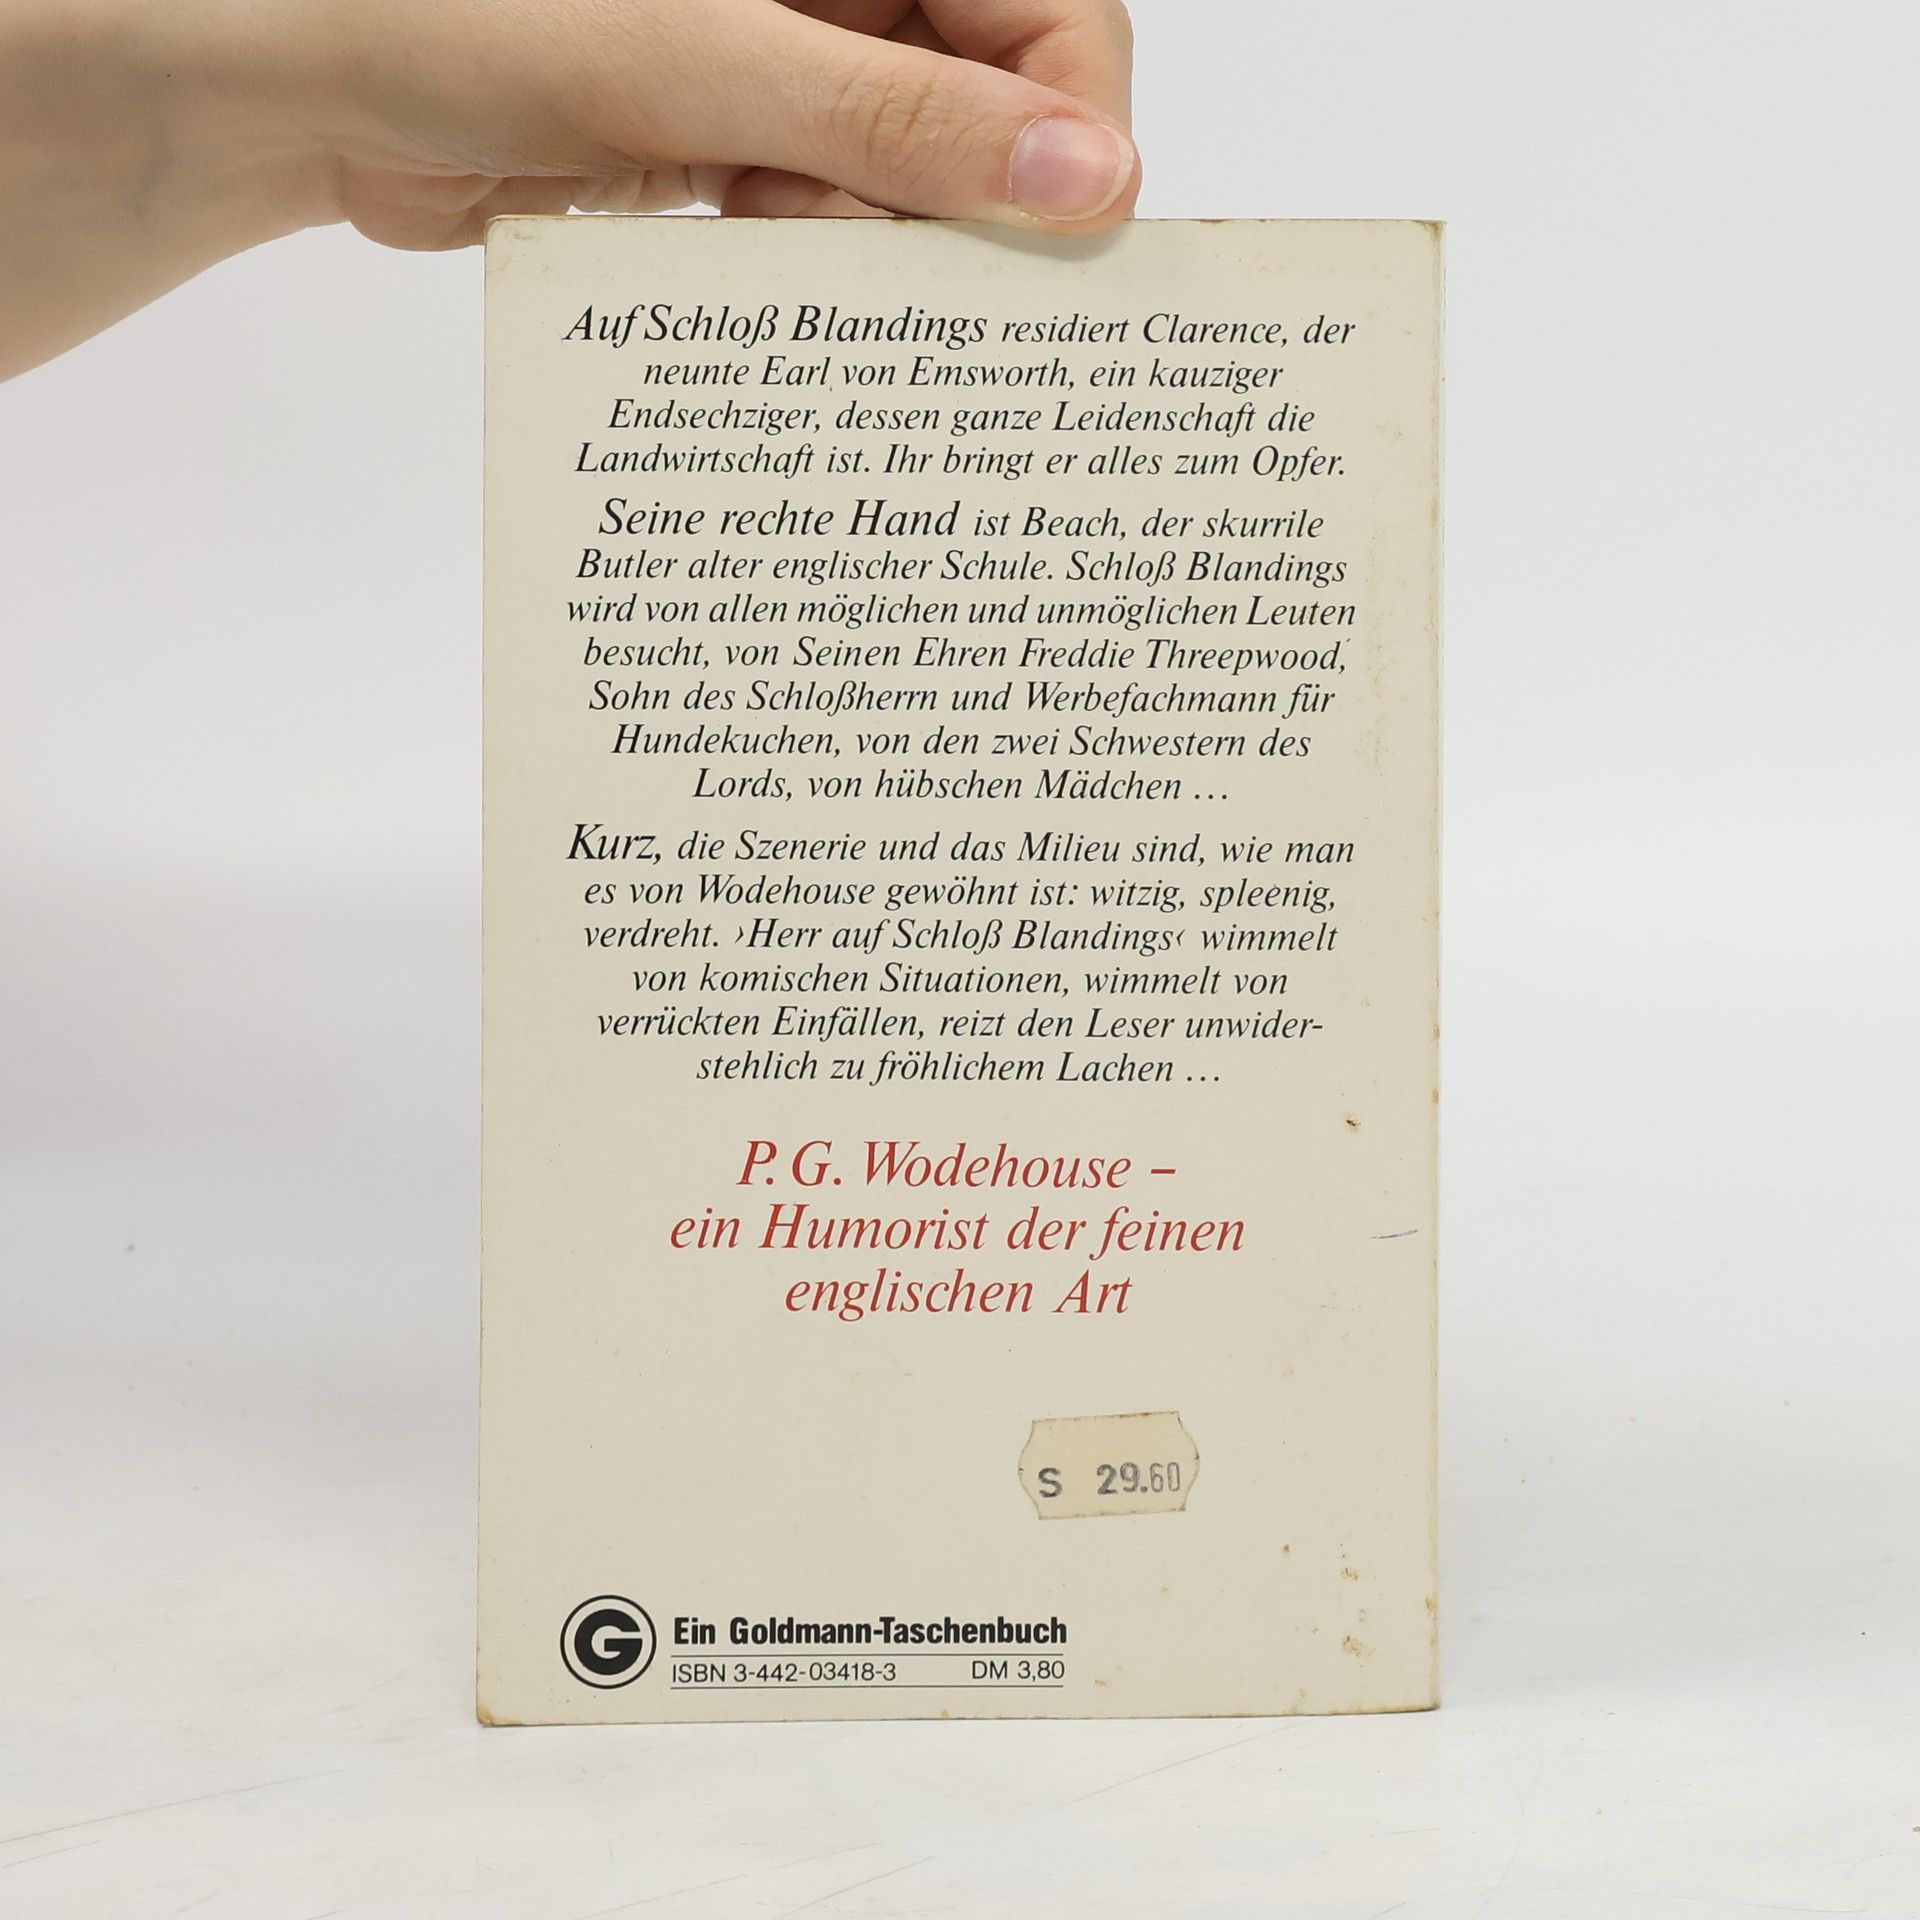 Auf Schloß Blandings residiert Clarence, der
neunte Earl von Emsworth, ein kauziger
Endsechziger, dessen ganze Leidenschaft die
Landwirtschaft ist. Ihr bringt er alles zum Opfer.
Seine rechte Hand ist Beach, der skurrile
Butler alter englischer Schule. Schloß Blandings
wird von allen möglichen und unmöglichen Leuten
besucht, von Seinen Ehren Freddie Threepwood,
Sohn des Schloßherrn und Werbefachmann für
Hundekuchen, von den zwei Schwestern des
Lords, von hübschen Mädchen ...
Kurz, die Szenerie und das Milieu sind, wie man
es von Wodehouse gewöhnt ist: witzig, spleenig,
verdreht. ›Herr auf Schloß Blandings‹ wimmelt
von komischen Situationen, wimmelt von
verrückten Einfällen, reizt den Leser unwider-
stehlich zu fröhlichem Lachen ...
P. G. Wodehouse –
ein Humorist der feinen
englischen Art
S 29.60
G Ein Goldmann-Taschenbuch
ISBN 3-442-03418-3 DM 3,80